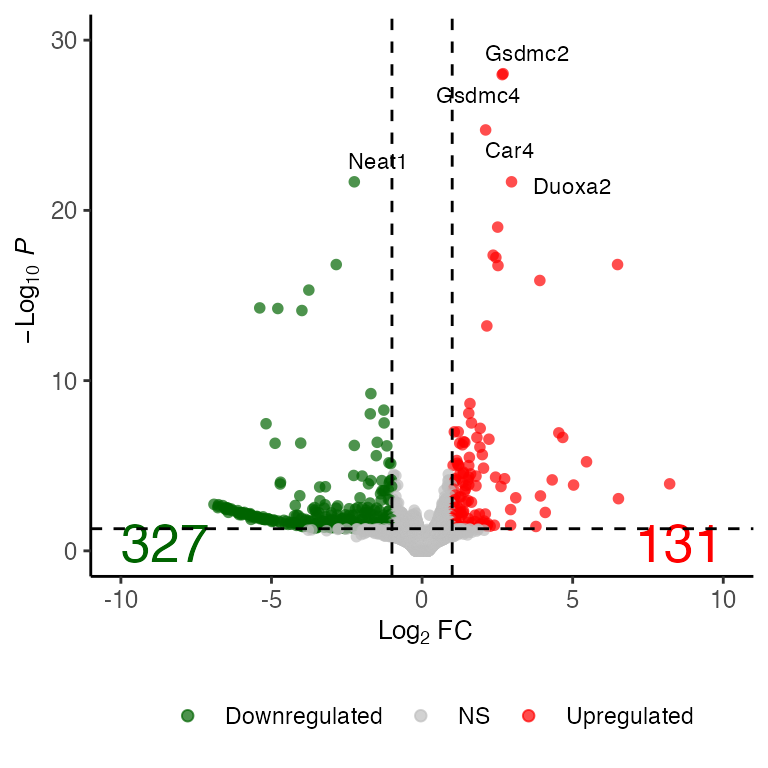 30
20
10
0
−Log10 P
Gsdmc2
Gsdmc4
Car4
Neat1
Duoxa2
327
131
-10 -5 0 5 10
Log2 FC
Downregulated NS Upregulated